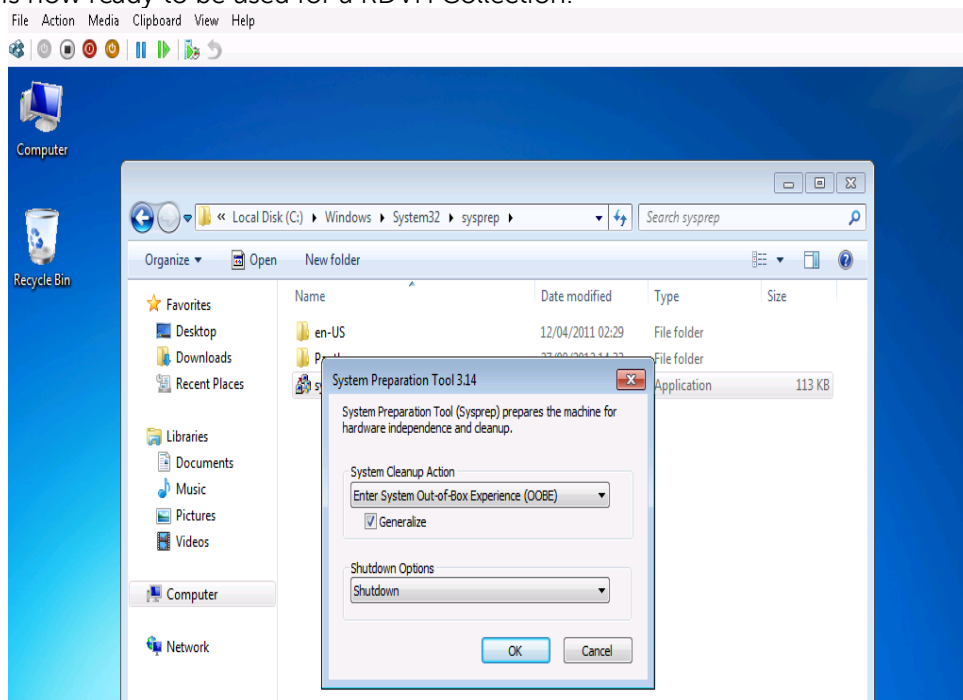 is now ready to be used for a RDVH Collection.
File Action Media Clipboard View Help
Computer
Recycle Bin
« Local Disk (C:) ▸ Windows ▸ System32 ▸ sysprep ▸
Search sysprep
Organize ▾ Open New folder
Name Date modified Type Size
Favorites
Desktop
Downloads
Recent Places
Libraries
Documents
Music
Pictures
Videos
Computer
Network
en-US 12/04/2011 02:29 File folder
File folder
Application 113 KB
System Preparation Tool 3.14
System Preparation Tool (Sysprep) prepares the machine for
hardware independence and cleanup.
System Cleanup Action
Enter System Out-of-Box Experience (OOBE)
Generalize
Shutdown Options
Shutdown
OK Cancel